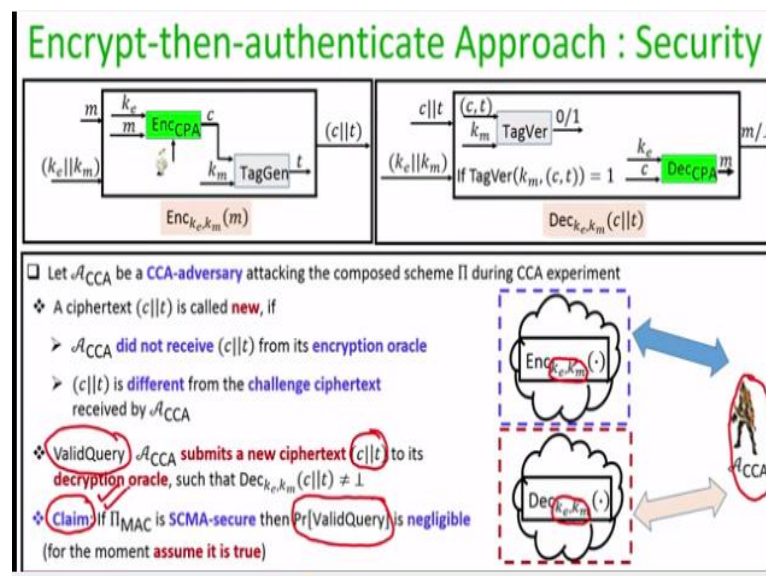 Encrypt-then-authenticate Approach : Security
m
k_e
m
Enc_CPA
c
(c||t)
(k_e||k_m)
k_m
TagGen
t
Enc_{k_e,k_m}(m)
c||t
(c,t)
k_m
TagVer
0/1
m/⊥
(k_e||k_m)
If TagVer(k_m,(c,t)) = 1
k_e
c
Dec_CPA
m
Dec_{k_e,k_m}(c||t)
❑ Let 𝒜_CCA be a CCA-adversary attacking the composed scheme Π during CCA experiment
❖ A ciphertext (c||t) is called new, if
➢ 𝒜_CCA did not receive (c||t) from its encryption oracle
➢ (c||t) is different from the challenge ciphertext
received by 𝒜_CCA
❖ ValidQuery 𝒜_CCA submits a new ciphertext (c||t) to its
decryption oracle, such that Dec_{k_e,k_m}(c||t) ≠ ⊥
❖ Claim: If Π_MAC is SCMA-secure then Pr[ValidQuery] is negligible
(for the moment assume it is true)
Enc_{k_e,k_m}(·)
𝒜_CCA
Dec_{k_e,k_m}(·)